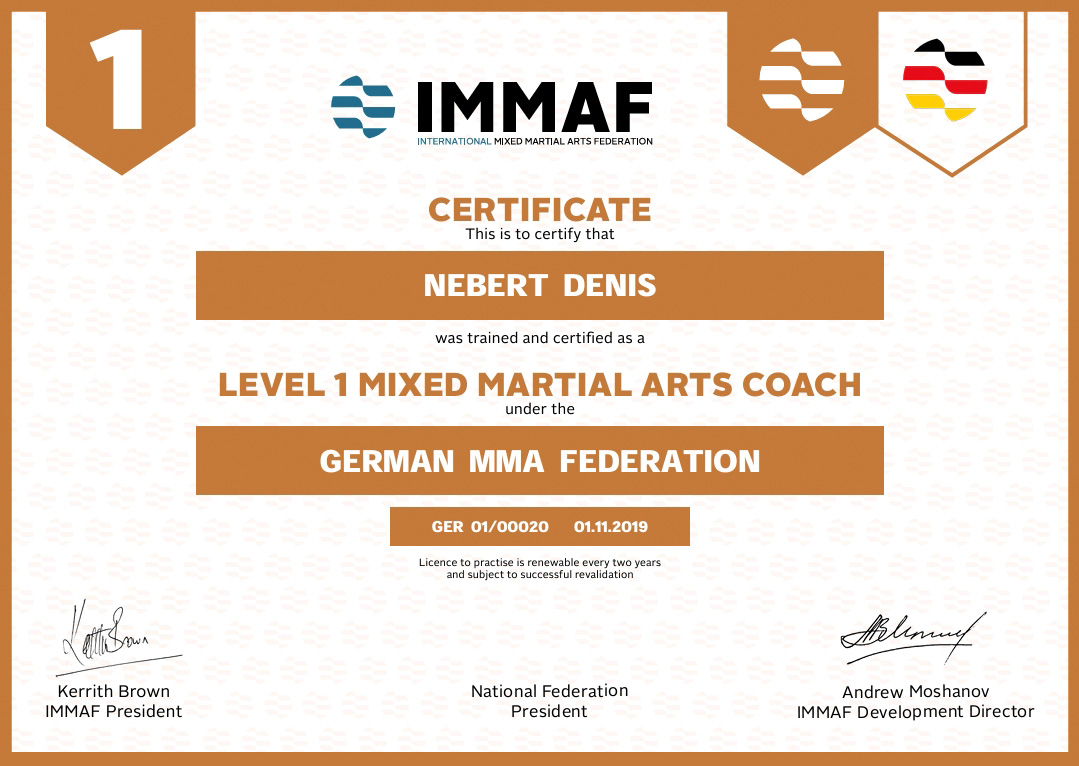 1
IMMAF
INTERNATIONAL MIXED MARTIAL ARTS FEDERATION
CERTIFICATE
This is to certify that
NEBERT DENIS
was trained and certified as a
LEVEL 1 MIXED MARTIAL ARTS COACH
under the
GERMAN MMA FEDERATION
GER 01/00020 01.11.2019
Licence to practise is renewable every two years
and subject to successful revalidation
Kerrith Brown
IMMAF President
National Federation
President
Andrew Moshanov
IMMAF Development Director